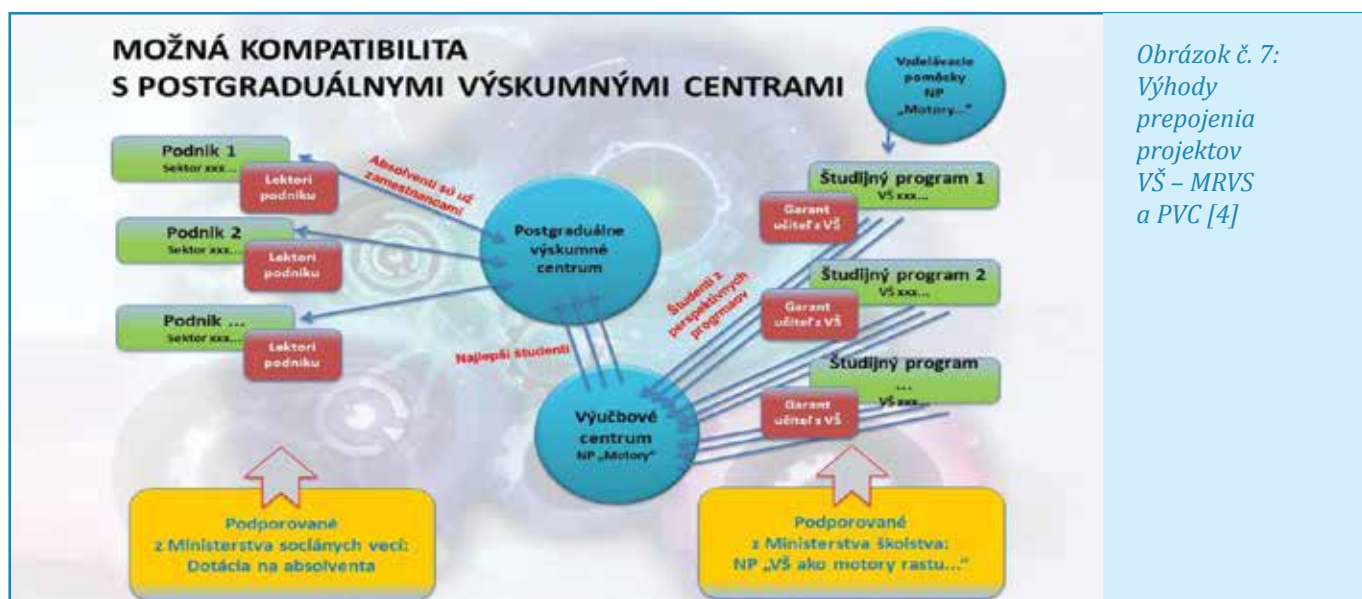 MOŽNÁ KOMPATIBILITA
S POSTGRADUÁLNYMI VÝSKUMNÝMI CENTRAMI
Vzdelávacie
pomôcky
NP
„Motory...“
Podnik 1
Sektor xxx...
Lektori
podniku
Podnik 2
Sektor xxx...
Lektori
podniku
Podnik ...
Sektor xxx...
Lektori
podniku
Absolventi sú už
zamestnancami
Postgraduálne
výskumné
centrum
Najlepší študenti
Študenti z
perspektívnych
progrmaov
Výučbové
centrum
NP „Motory“
Študijný program 1
VŠ xxx...
Garant
učiteľ z VŠ
Študijný program 2
VŠ xxx...
Garant
učiteľ z VŠ
Študijný program
...
VŠ xxx...
Garant
učiteľ z VŠ
Podporované
z Ministerstva sociálnych vecí:
Dotácia na absolventa
Podporované
z Ministerstva školstva:
NP „VŠ ako motory rastu...“
Obrázok č. 7:
Výhody
prepojenia
projektov
VŠ – MRVS
a PVC [4]